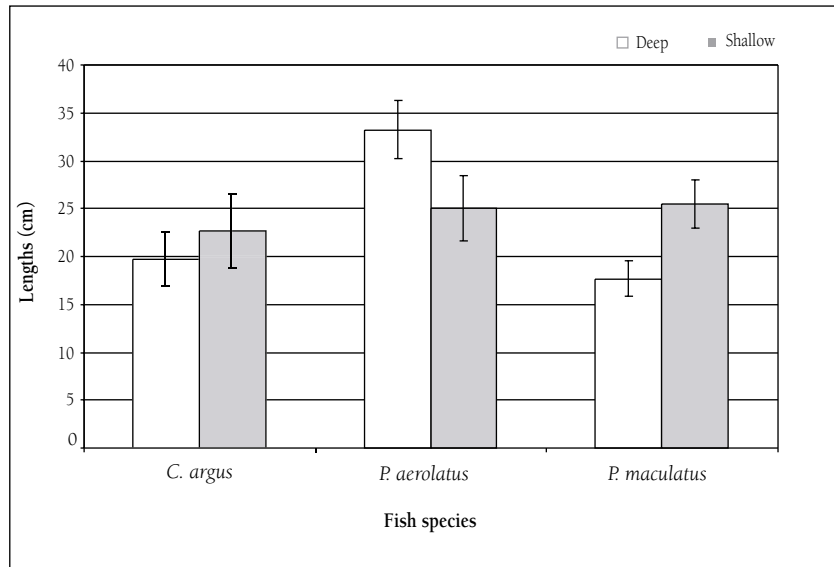 Deep Shallow
40
35
30
25
20
15
10
5
0
Lengths (cm)
C. argus P. aerolatus P. maculatus
Fish species